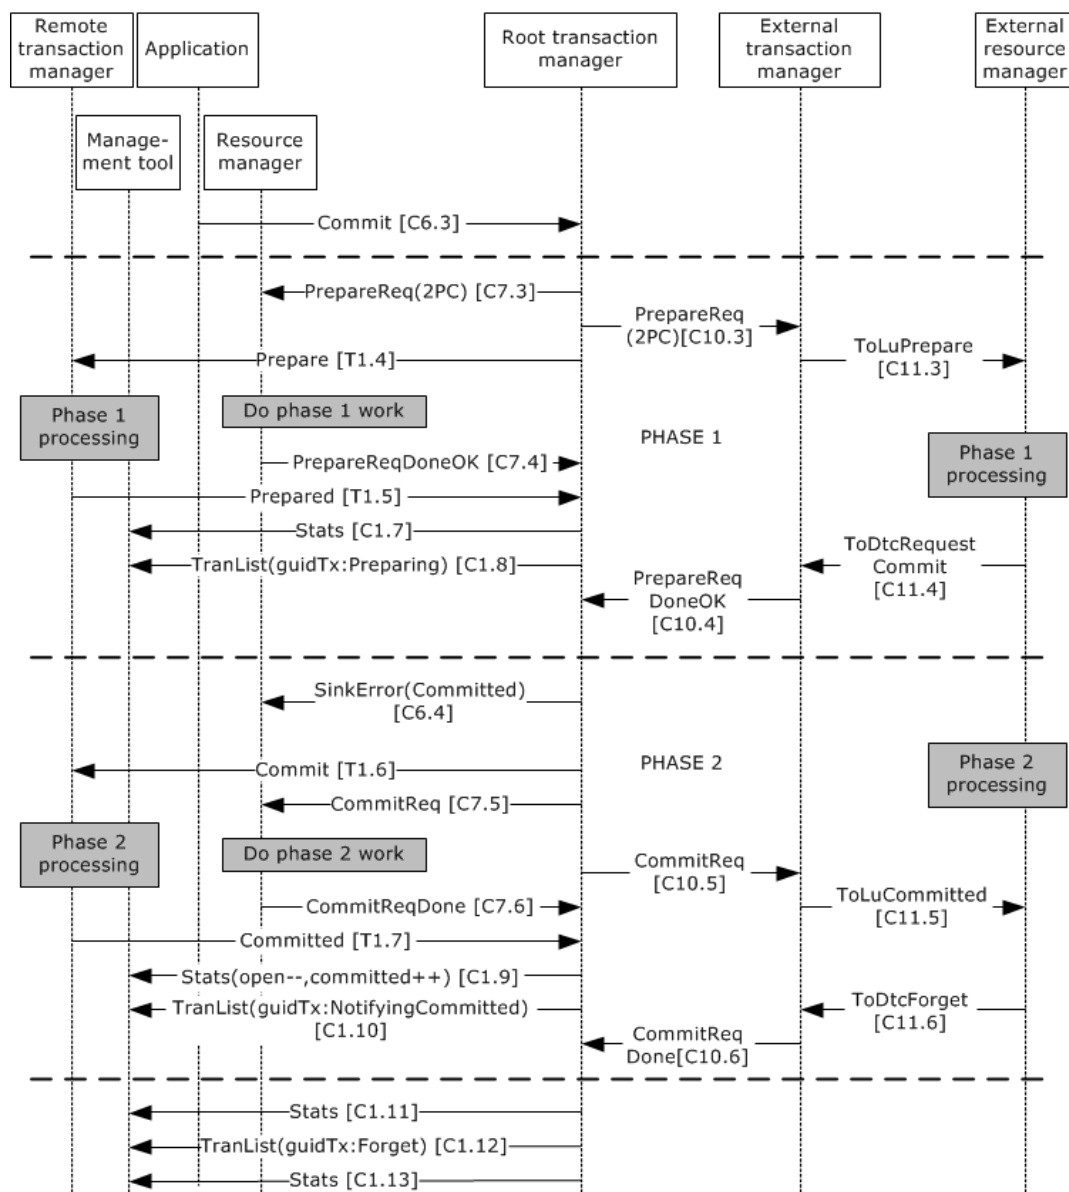 Remote
transaction
manager
Application
Root transaction
manager
External
transaction
manager
External
resource
manager
Manage-
ment tool
Resource
manager
Commit [C6.3]
PrepareReq(2PC) [C7.3]
PrepareReq
(2PC)[C10.3]
Prepare [T1.4]
ToLuPrepare
[C11.3]
Phase 1
processing
Do phase 1 work
PHASE 1
Phase 1
processing
PrepareReqDoneOK [C7.4]
Prepared [T1.5]
Stats [C1.7]
ToDtcRequest
Commit
[C11.4]
TranList(guidTx:Preparing) [C1.8]
PrepareReq
DoneOK
[C10.4]
SinkError(Committed)
[C6.4]
Commit [T1.6]
PHASE 2
Phase 2
processing
CommitReq [C7.5]
Phase 2
processing
Do phase 2 work
CommitReq
[C10.5]
CommitReqDone [C7.6]
ToLuCommitted
[C11.5]
Committed [T1.7]
Stats(open--,committed++) [C1.9]
TranList(guidTx:NotifyingCommitted)
[C1.10]
ToDtcForget
[C11.6]
CommitReq
Done[C10.6]
Stats [C1.11]
TranList(guidTx:Forget) [C1.12]
Stats [C1.13]